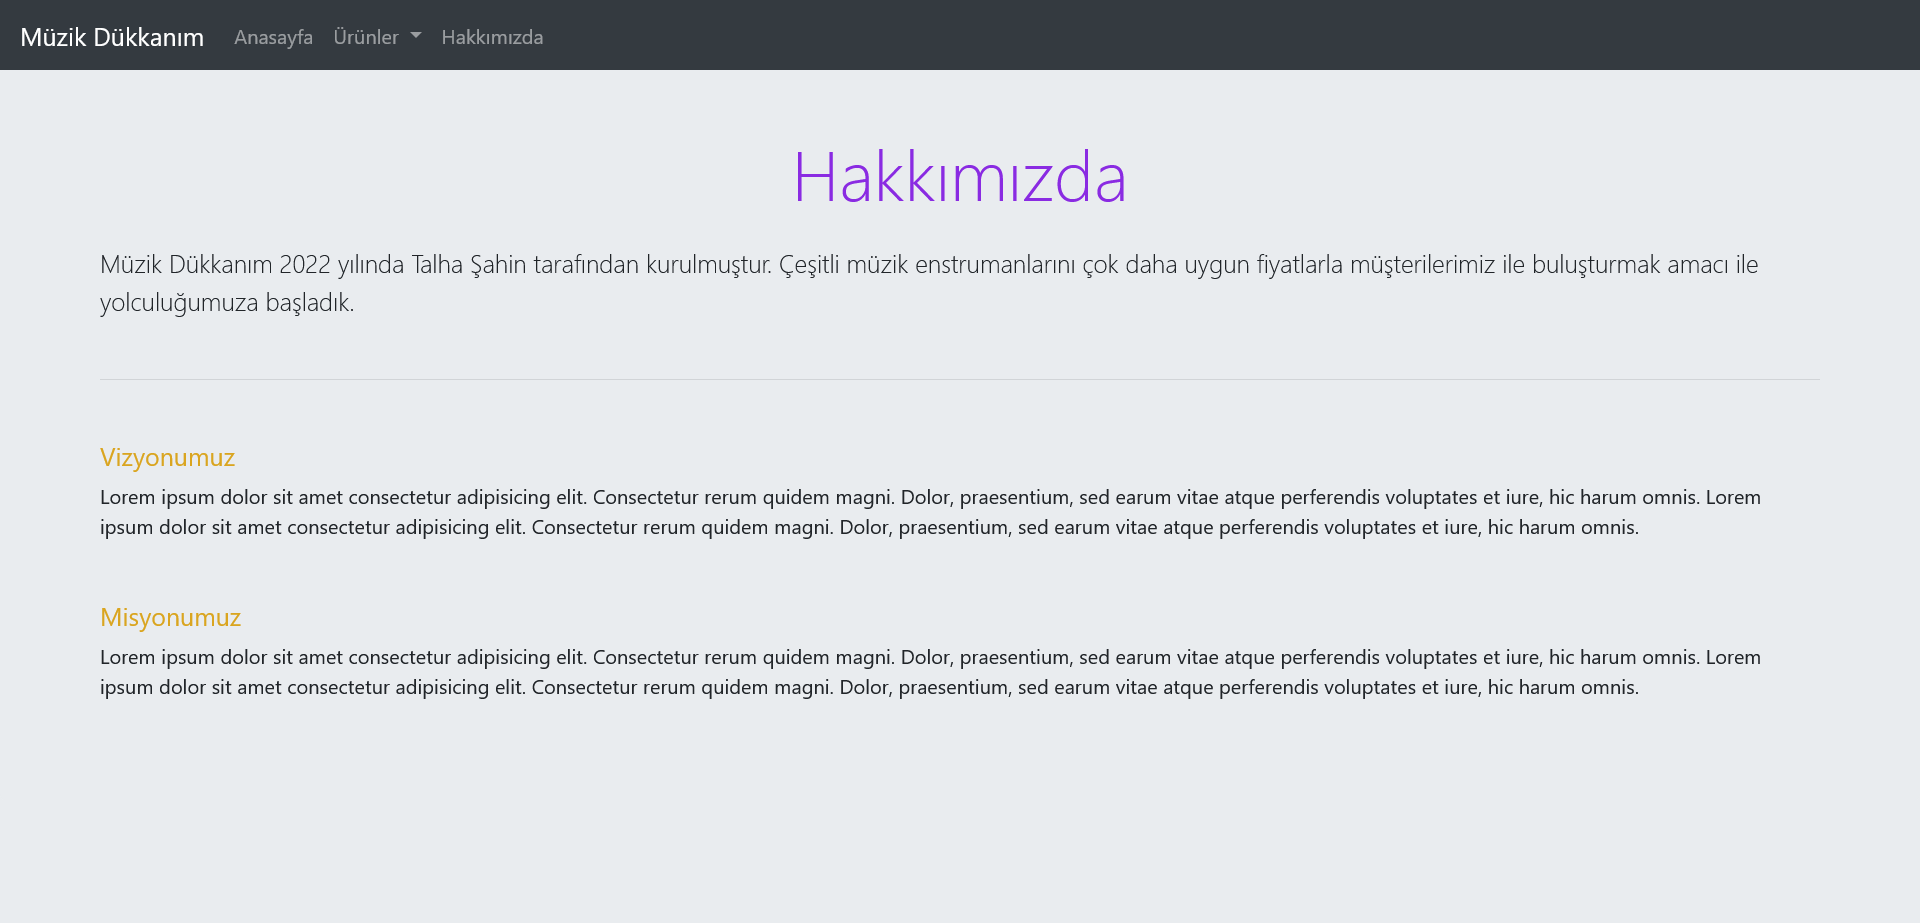 Müzik Dükkanım Anasayfa Ürünler Hakkımızda
Hakkımızda
Müzik Dükkanım 2022 yılında Talha Şahin tarafından kurulmuştur. Çeşitli müzik enstrumanlarını çok daha uygun fiyatlarla müşterilerimiz ile buluşturmak amacı ile
yolculuğumuza başladık.
Vizyonumuz
Lorem ipsum dolor sit amet consectetur adipisicing elit. Consectetur rerum quidem magni. Dolor, praesentium, sed earum vitae atque perferendis voluptates et iure, hic harum omnis. Lorem
ipsum dolor sit amet consectetur adipisicing elit. Consectetur rerum quidem magni. Dolor, praesentium, sed earum vitae atque perferendis voluptates et iure, hic harum omnis.
Misyonumuz
Lorem ipsum dolor sit amet consectetur adipisicing elit. Consectetur rerum quidem magni. Dolor, praesentium, sed earum vitae atque perferendis voluptates et iure, hic harum omnis. Lorem
ipsum dolor sit amet consectetur adipisicing elit. Consectetur rerum quidem magni. Dolor, praesentium, sed earum vitae atque perferendis voluptates et iure, hic harum omnis.